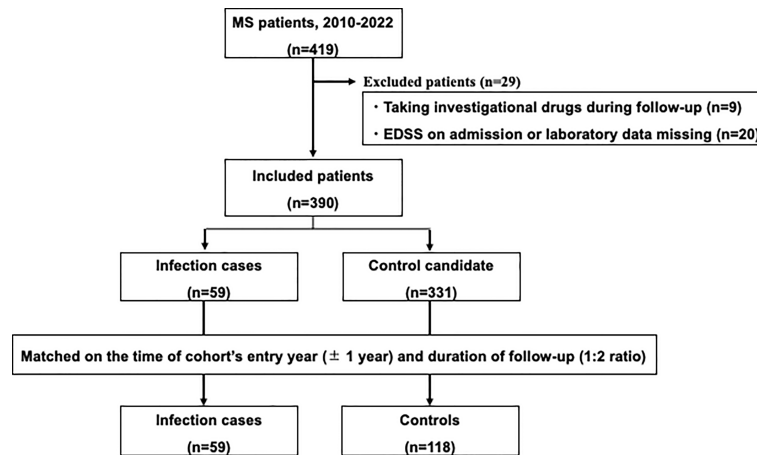 MS patients, 2010-2022
(n=419)
Excluded patients (n=29)
・Taking investigational drugs during follow-up (n=9)
・EDSS on admission or laboratory data missing (n=20)
Included patients
(n=390)
Infection cases
(n=59)
Control candidate
(n=331)
Matched on the time of cohort's entry year (± 1 year) and duration of follow-up (1:2 ratio)
Infection cases
(n=59)
Controls
(n=118)